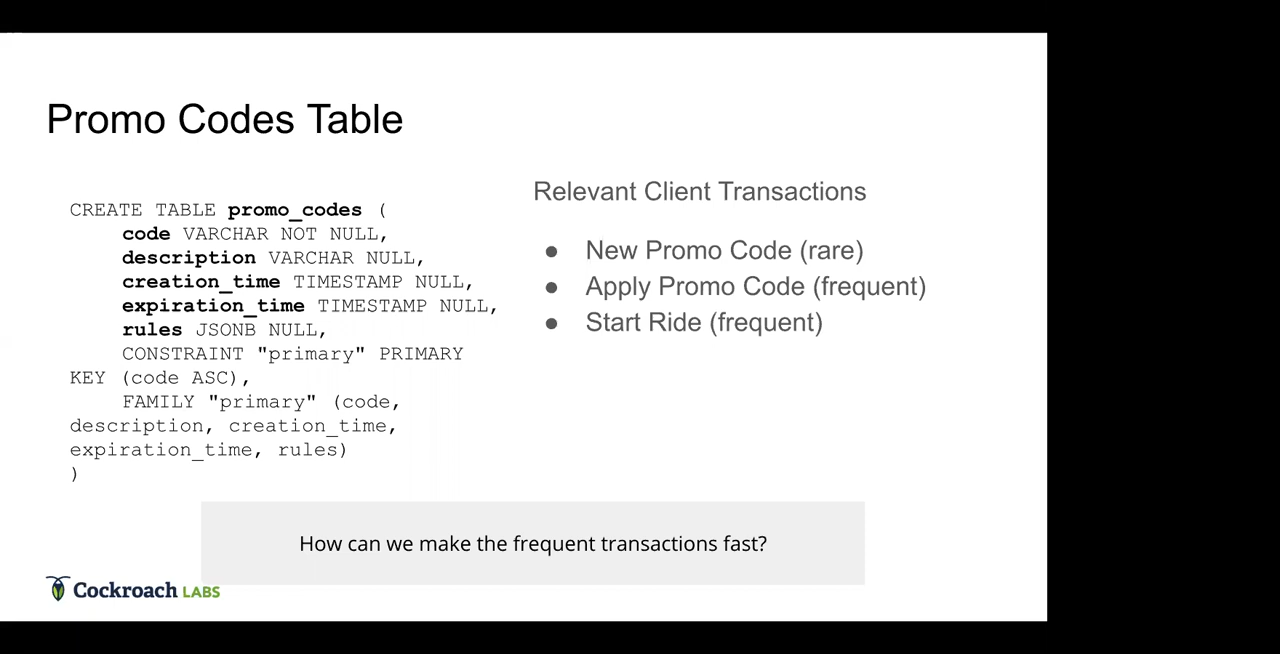 Promo Codes Table
CREATE TABLE promo_codes (
code VARCHAR NOT NULL,
description VARCHAR NULL,
creation_time TIMESTAMP NULL,
expiration_time TIMESTAMP NULL,
rules JSONB NULL,
CONSTRAINT "primary" PRIMARY
KEY (code ASC),
FAMILY "primary" (code,
description, creation_time,
expiration_time, rules)
)
Relevant Client Transactions
● New Promo Code (rare)
● Apply Promo Code (frequent)
● Start Ride (frequent)
How can we make the frequent transactions fast?
Cockroach LABS